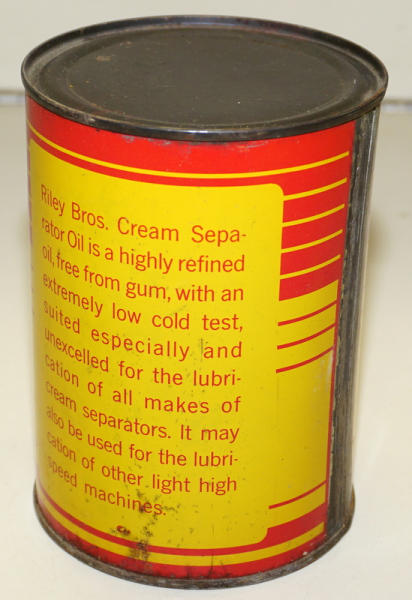 Riley Bros. Cream Sepa-
rator Oil is a highly refined
oil, free from gum, with an
extremely low cold test,
suited especially and
unexcelled for the lubri-
cation of all makes of
cream separators. It may
also be used for the lubri-
cation of other light high
speed machines.